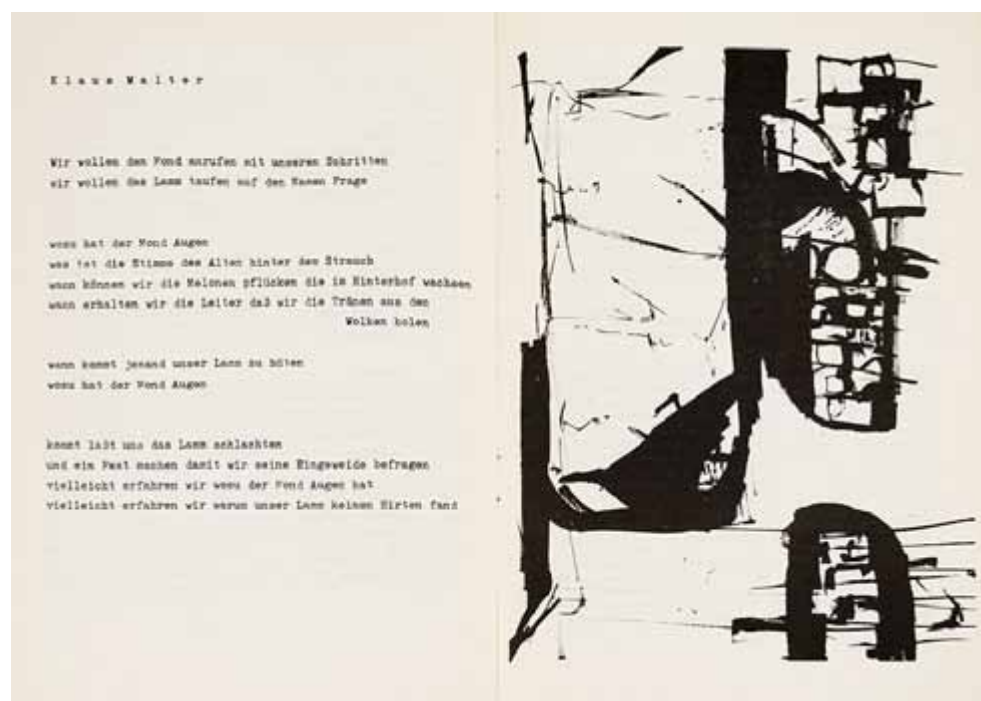 Klaus Walter
Wir wollen den Mond anrufen mit unseren Schritten
wir wollen das Lamm taufen auf den Namen Frage
wozu hat der Mond Augen
was ist die Stimme des Alten hinter dem Strauch
wann können wir die Melonen pflücken die im Hinterhof wachsen
wann erhalten wir die Leiter daß wir die Tränen aus den
Wolken holen
wann kommt jemand unser Lamm zu hüten
wozu hat der Mond Augen
kommt laßt uns das Lamm schlachten
und ein Fest machen damit wir seine Eingeweide befragen
vielleicht erfahren wir wozu der Mond Augen hat
vielleicht erfahren wir warum unser Lamm keinen Hirten fand